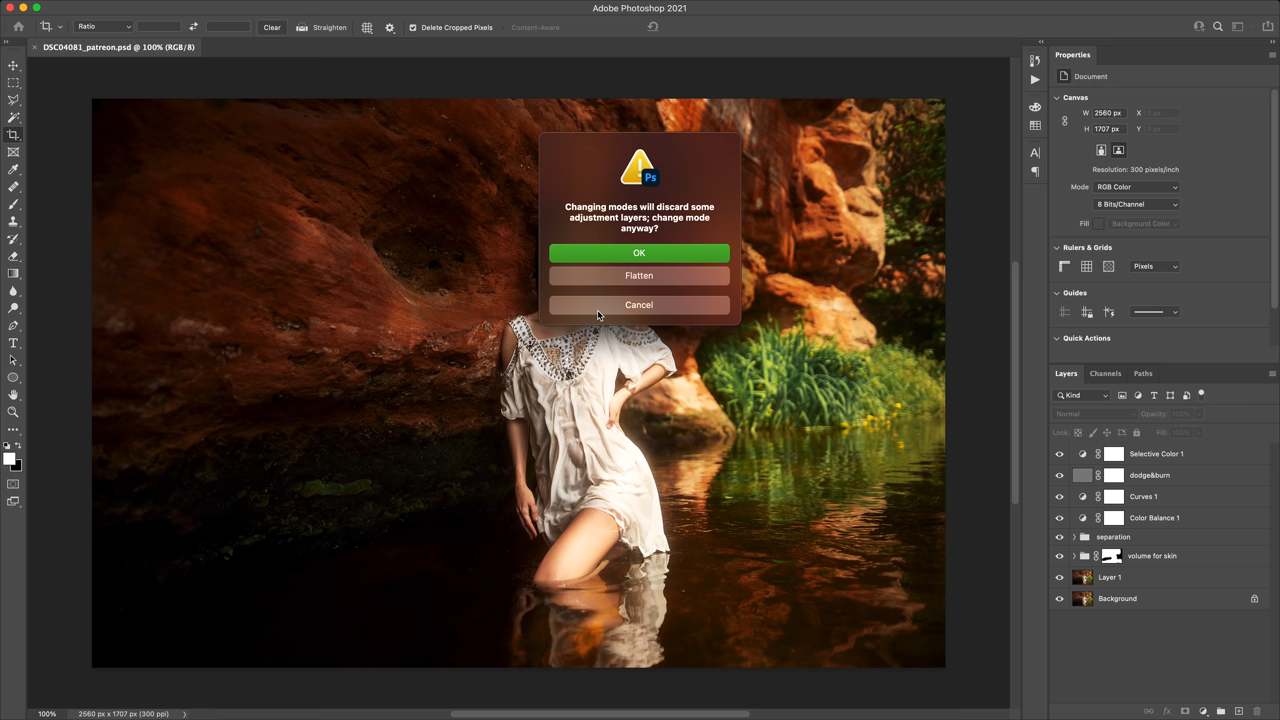 Adobe Photoshop 2021
Ratio
Clear
Straighten
Delete Cropped Pixels
Content-Aware
DSC04081_patreon.psd @ 100% (RGB/8)
Ps
Changing modes will discard some
adjustment layers; change mode
anyway?
OK
Flatten
Cancel
Properties
Document
Canvas
W 2560 px X
H 1707 px Y
Resolution: 300 pixels/inch
Mode RGB Color
8 Bits/Channel
Fill Background Color
Rulers & Grids
Pixels
Guides
Quick Actions
Layers Channels Paths
Kind
Normal Opacity: 100%
Lock: Fill: 100%
Selective Color 1
dodge&burn
Curves 1
Color Balance 1
separation
volume for skin
Layer 1
Background
100% 2560 px x 1707 px (300 ppi)